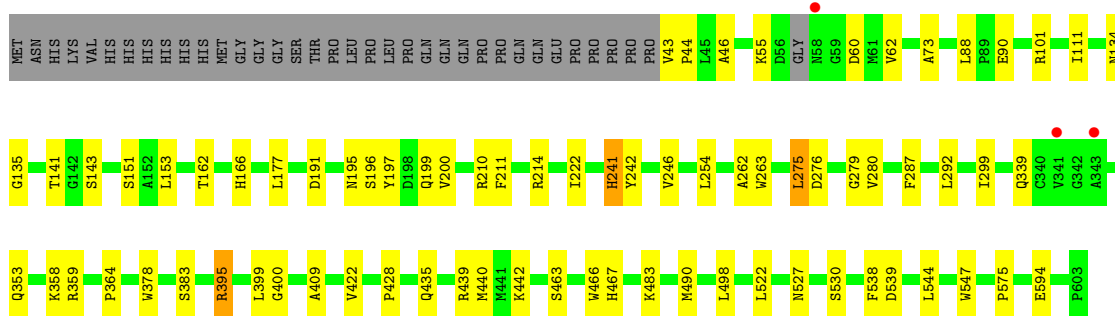 MET ASN HIS LYS VAL HIS HIS HIS HIS HIS HIS MET GLY GLY GLY SER THR PRO LEU PRO LEU PRO GLN GLN GLN PRO PRO GLN GLN GLU PRO PRO PRO PRO PRO V43 P44 L45 A46 K55 D56 GLY N58 G59 D60 M61 V62 A73 L88 P89 E90 R101 I111 N134
G135 T141 G142 S143 S151 A152 L153 T162 H166 L177 D191 N195 S196 Y197 D198 Q199 V200 R210 F211 R214 I222 H241 Y242 V246 L254 A262 W263 L275 D276 G279 V280 F287 L292 I299 Q339 C340 V341 G342 A343
Q353 K358 R359 P364 W378 S383 R395 L399 G400 A409 V422 P428 Q435 R439 M440 M441 K442 S463 W466 H467 K483 M490 L498 L522 N527 S530 F538 D539 L544 W547 P575 E594 P603